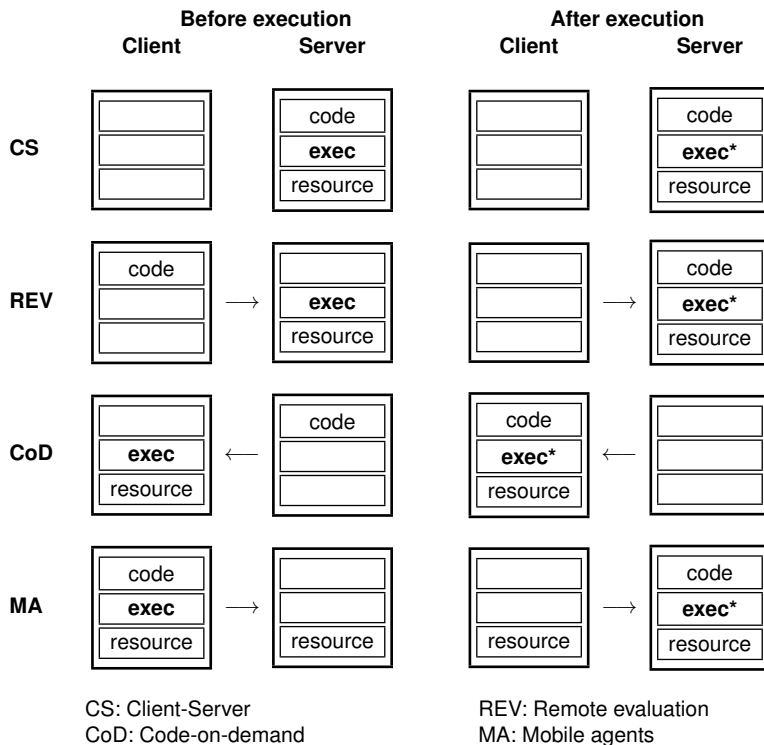 Before execution After execution
Client Server Client Server
CS
code
exec
resource
code
exec*
resource
REV
code
exec
resource
code
exec*
resource
CoD
exec
resource
code
code
exec*
resource
MA
code
exec
resource
resource
resource
code
exec*
resource
CS: Client-Server REV: Remote evaluation
CoD: Code-on-demand MA: Mobile agents